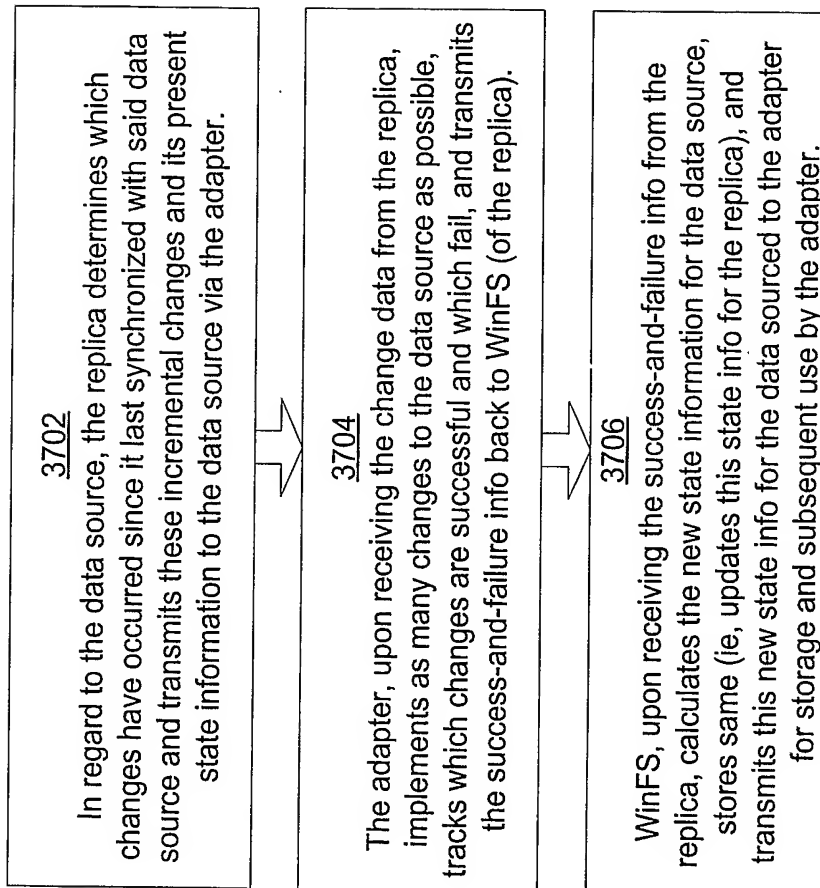 3702
In regard to the data source, the replica determines which
changes have occurred since it last synchronized with said data
source and transmits these incremental changes and its present
state information to the data source via the adapter.
3704
The adapter, upon receiving the change data from the replica,
implements as many changes to the data source as possible,
tracks which changes are successful and which fail, and transmits
the success-and-failure info back to WinFS (of the replica).
3706
WinFS, upon receiving the success-and-failure info from the
replica, calculates the new state information for the data source,
stores same (ie, updates this state info for the replica), and
transmits this new state info for the data sourced to the adapter
for storage and subsequent use by the adapter.